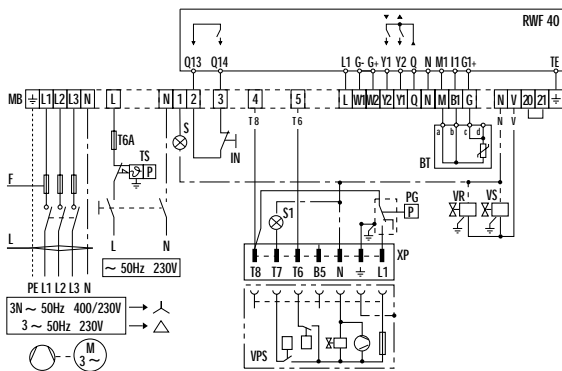 RWF 40
Q13 Q14 L1 G- G+ Y1 Y2 Q N M1 I1 G1+ TE
MB L1 L2 L3 N L N 1 2 3 4 5 L W1 W2 Y2 Y1 Q N M B1 G N V 20 21
T8 T6 N V
a b c d
T6A S IN BT
TS
ϑ P
F
S1 PG VR VS
P
L L N
XP
~ 50Hz 230V
T8 T7 T6 B5 N L1
PE L1 L2 L3 N
3N ~ 50Hz 400/230V
3 ~ 50Hz 230V
VPS
M
3 ~